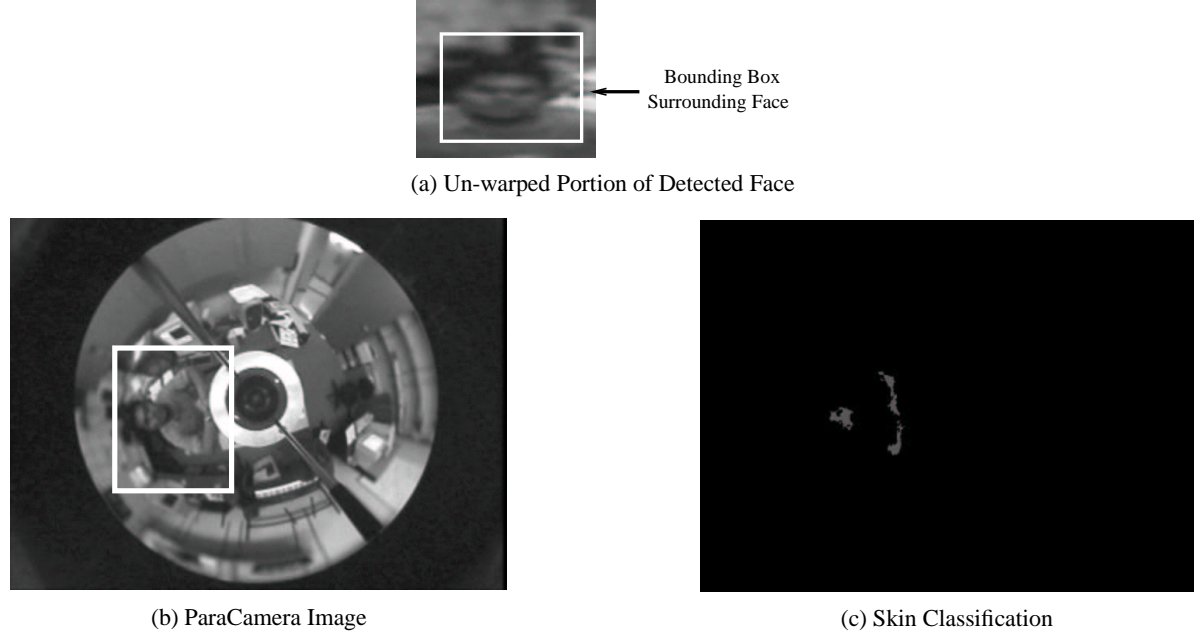 Bounding Box
Surrounding Face
(a) Un-warped Portion of Detected Face
(b) ParaCamera Image
(c) Skin Classification